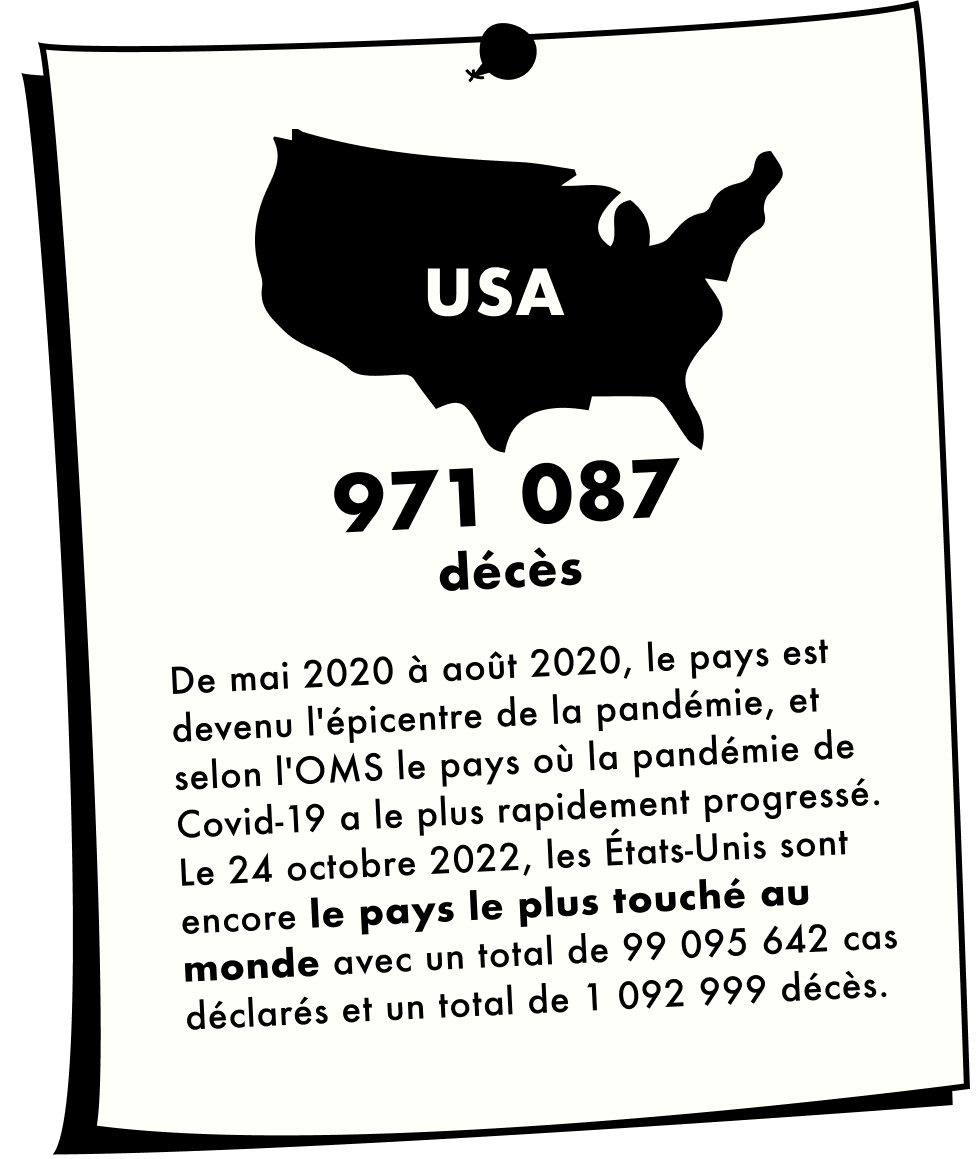 USA
971 087
décès
De mai 2020 à août 2020, le pays est
devenu l'épicentre de la pandémie, et
selon l'OMS le pays où la pandémie de
Covid-19 a le plus rapidement progressé.
Le 24 octobre 2022, les États-Unis sont
encore le pays le plus touché au
monde avec un total de 99 095 642 cas
déclarés et un total de 1 092 999 décès.